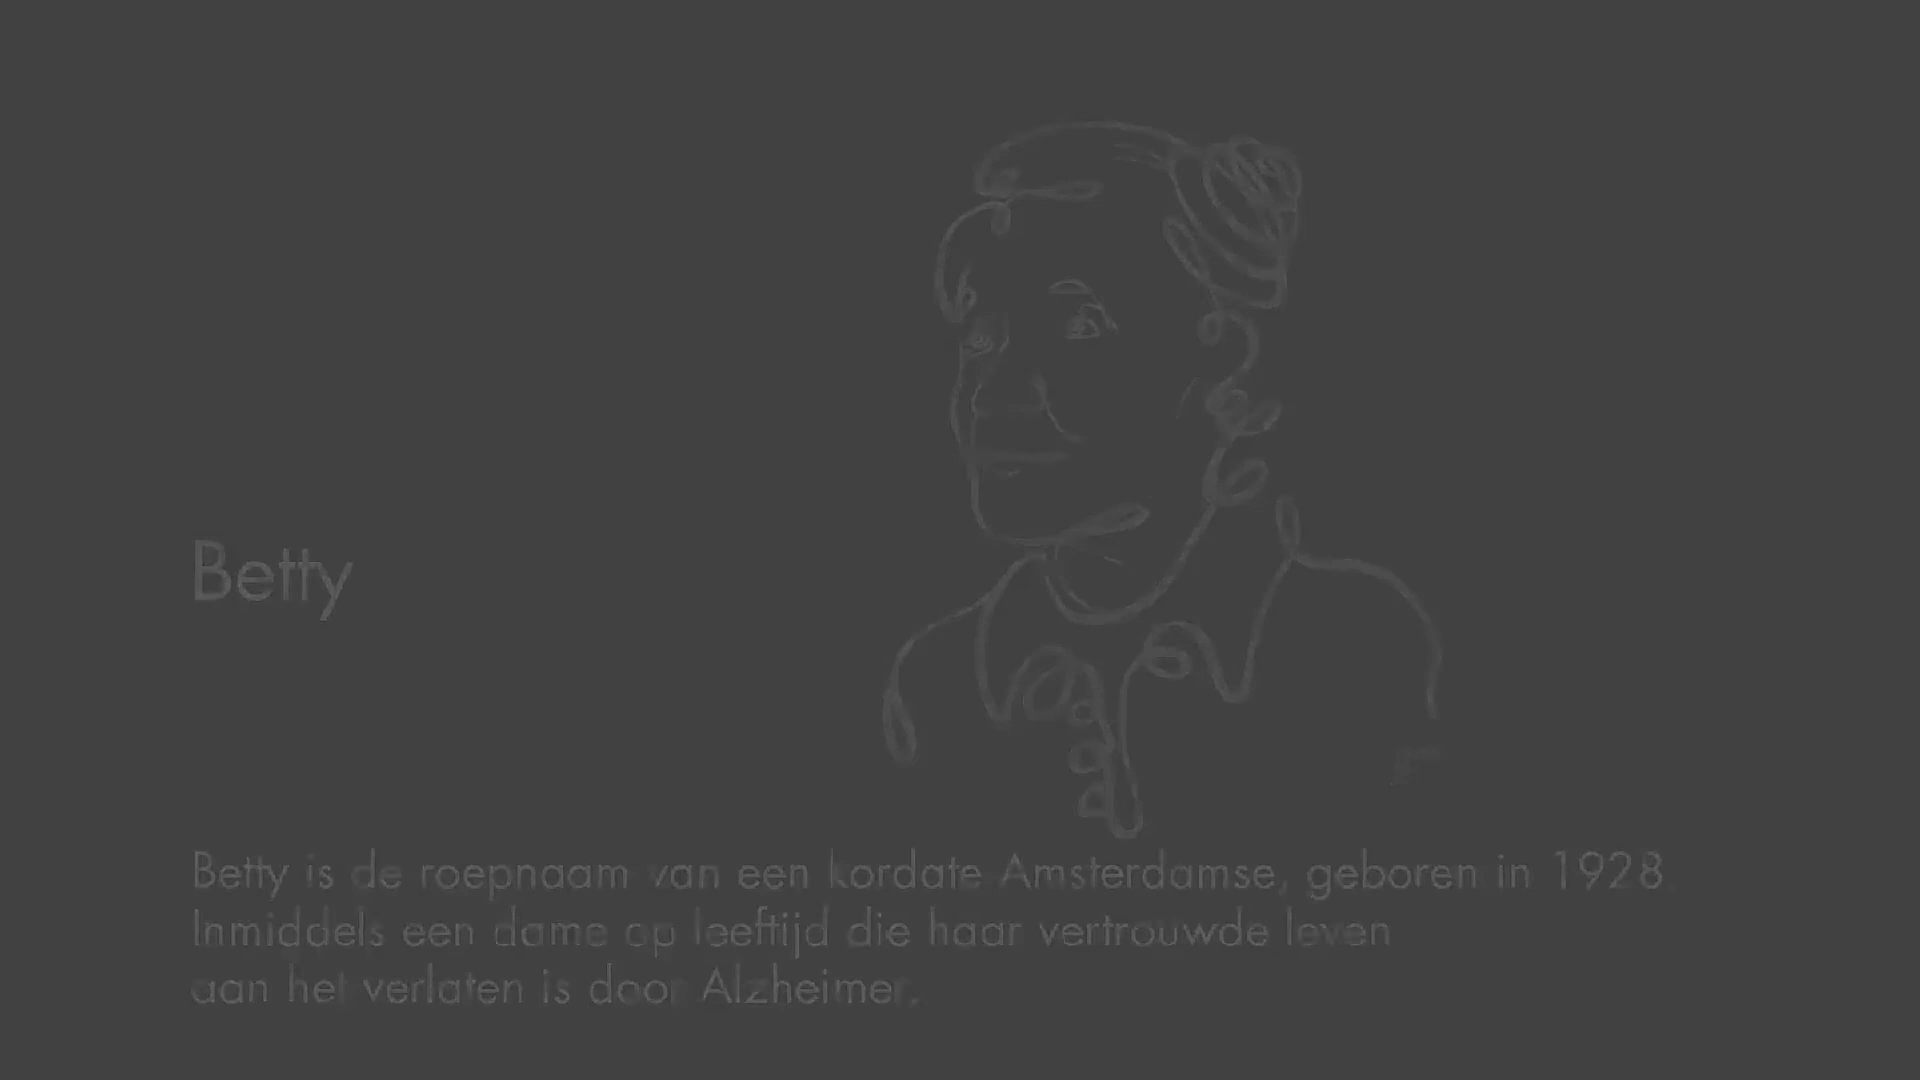 Betty
Betty is de roepnaam van een kordate Amsterdamse, geboren in 1928.
Inmiddels een dame op leeftijd die haar vertrouwde leven
aan het verlaten is door Alzheimer.